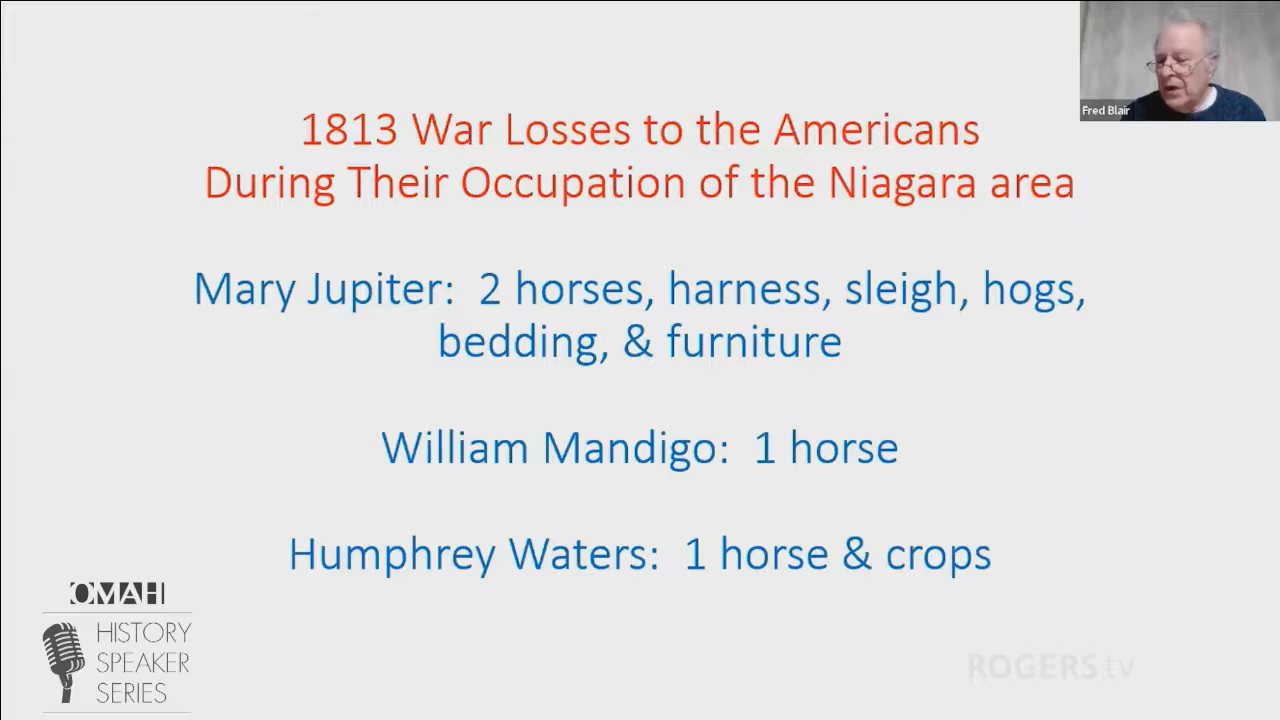 Fred Blair
1813 War Losses to the Americans
During Their Occupation of the Niagara area
Mary Jupiter: 2 horses, harness, sleigh, hogs,
bedding, & furniture
William Mandigo: 1 horse
Humphrey Waters: 1 horse & crops
OMAH
HISTORY
SPEAKER
SERIES
ROGERS tv